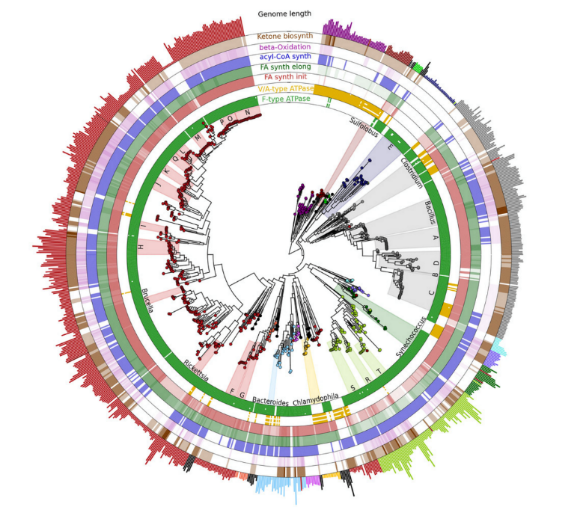 Genome length
Ketone biosynth
beta-Oxidation
acyl-CoA synth
FA synth elong
FA synth init
V/A-type ATPase
F-type ATPase
N
O
P
M
L
Q
K
J
I
H
Brucella
Rickettsia
F
G
Bacteroides
Chlamydophila
S
R
T
Synechococcus
C
B
D
A
Bacillus
Clostridium
E
Sulfolobus